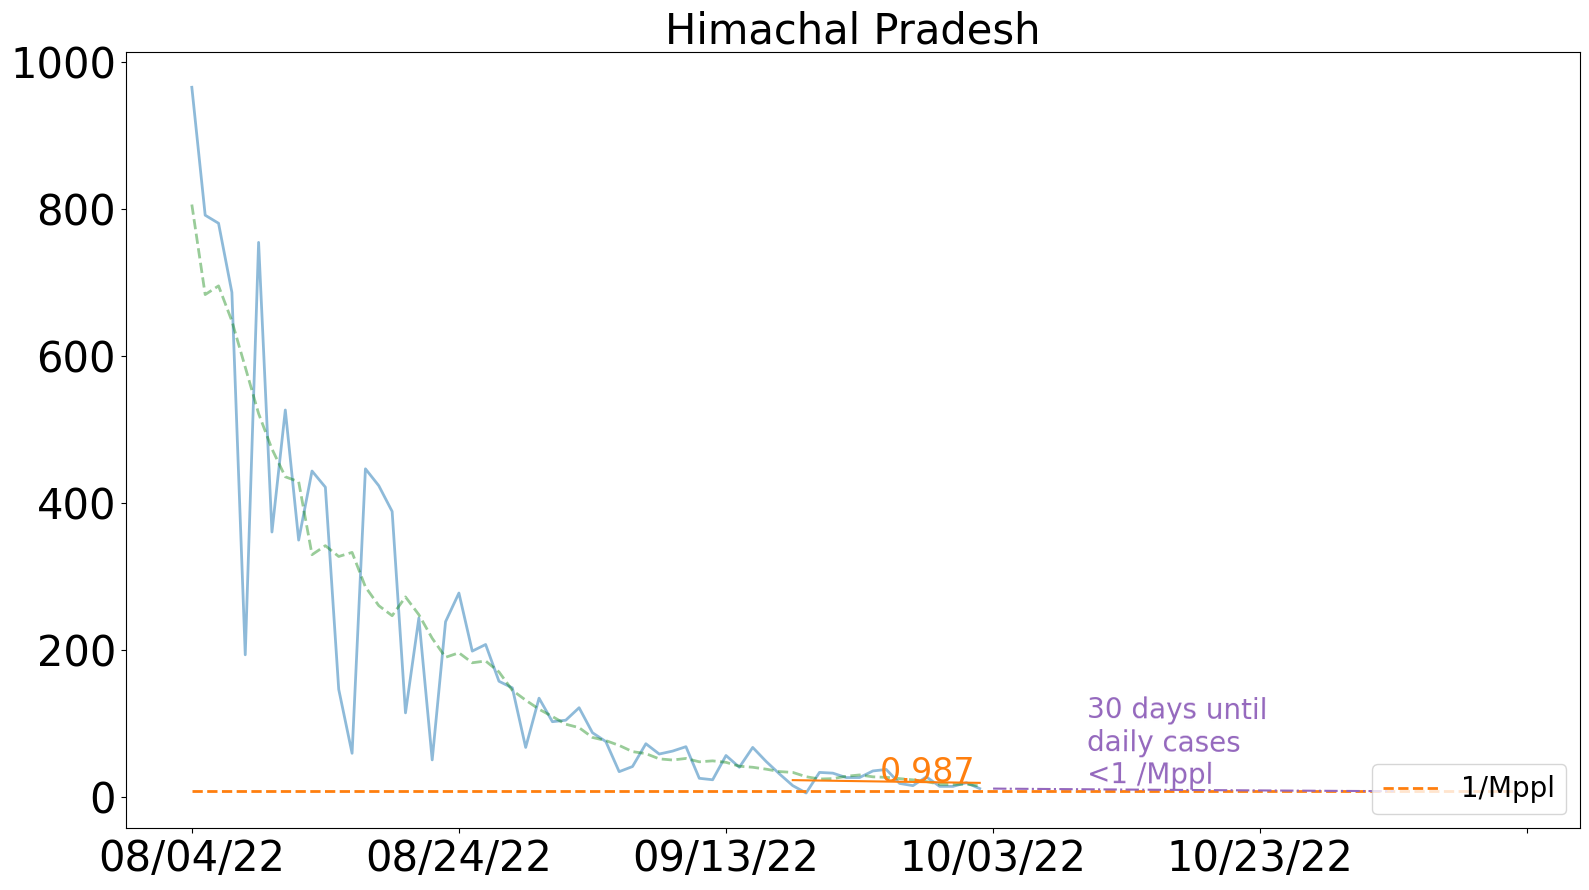 Himachal Pradesh
1000
800
600
400
200
0
0.987
30 days until
daily cases
<1 /Mppl
1/Mppl
08/04/22
08/24/22
09/13/22
10/03/22
10/23/22